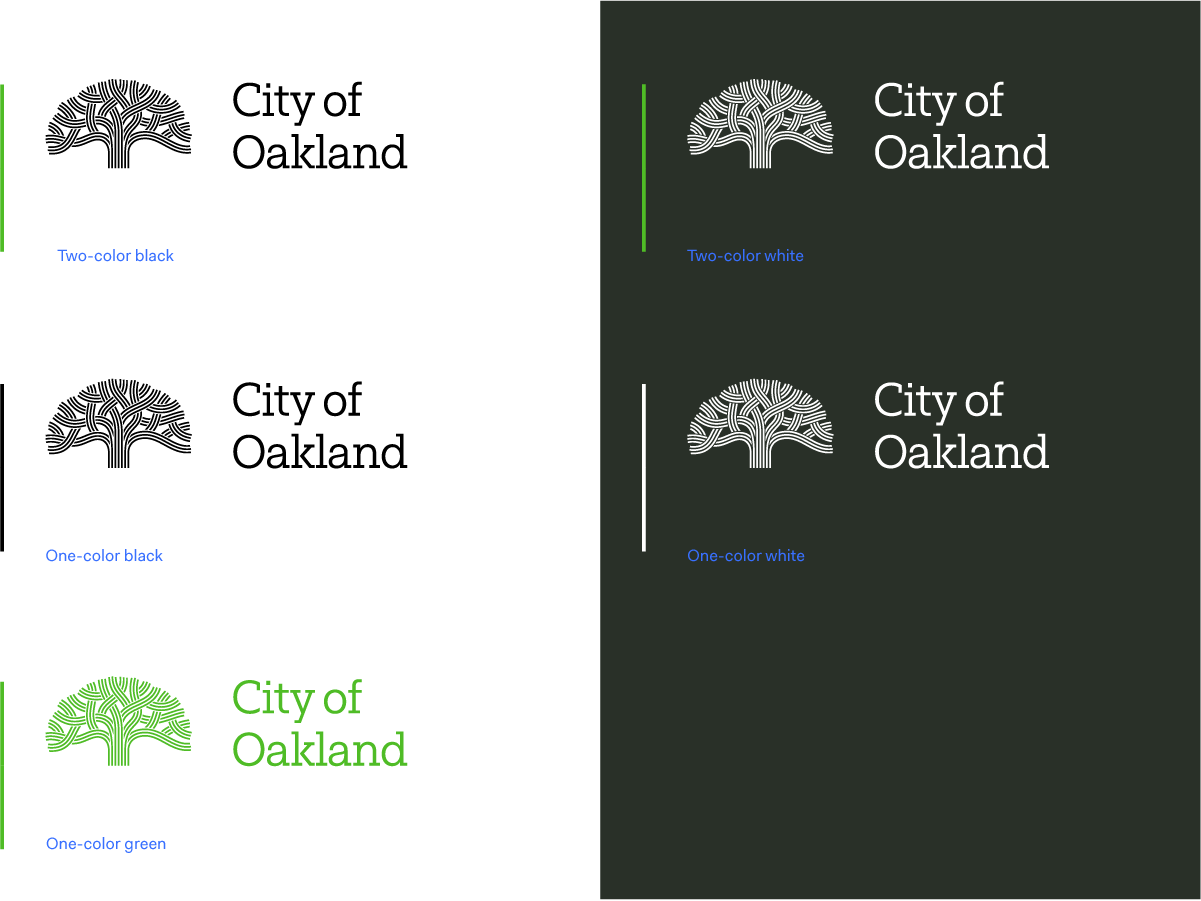 City of
Oakland
Two-color black
City of
Oakland
Two-color white
City of
Oakland
One-color black
City of
Oakland
One-color white
City of
Oakland
One-color green